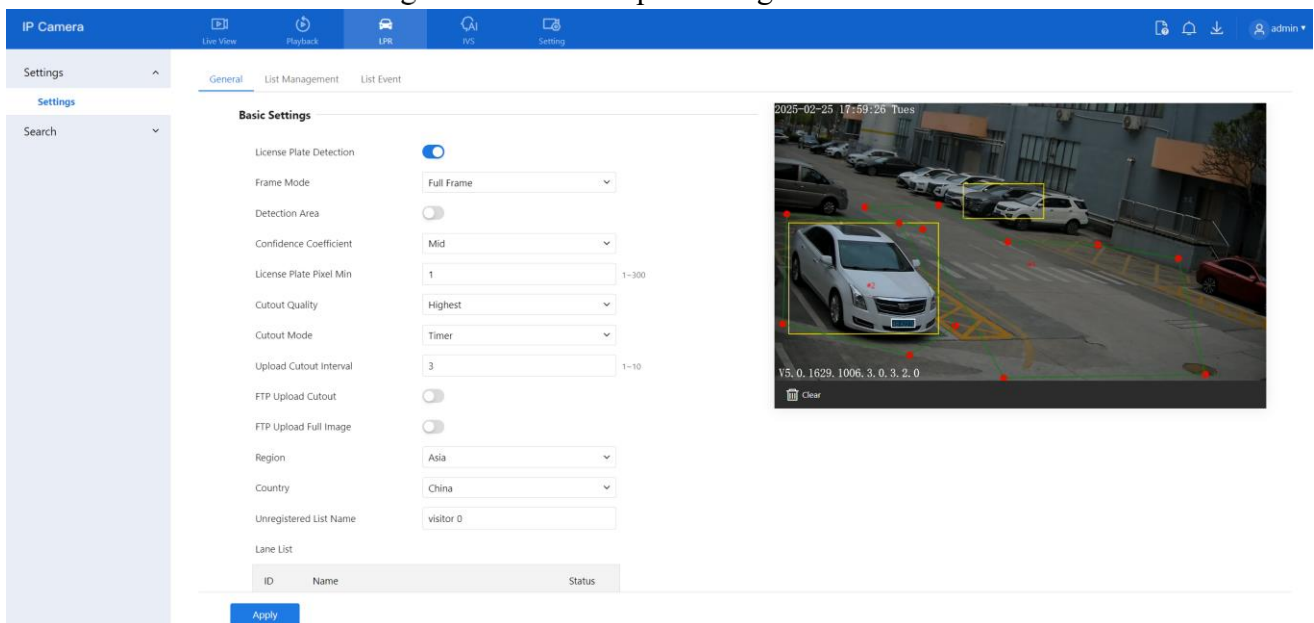 IP Camera
Live View
Playback
LPR
AI
IVS
Setting
admin
Settings
Settings
Search
General List Management List Event
Basic Settings
License Plate Detection
Frame Mode Full Frame
Detection Area
Confidence Coefficient Mid
License Plate Pixel Min 1 1~300
Cutout Quality Highest
Cutout Mode Timer
Upload Cutout Interval 3 1~10
FTP Upload Cutout
FTP Upload Full Image
Region Asia
Country China
Unregistered List Name visitor 0
Lane List
ID Name Status
Apply
2025-02-25 17:59:26 Tues
#2
V5.0.1629.1006.3.0.3.2.0
Clear